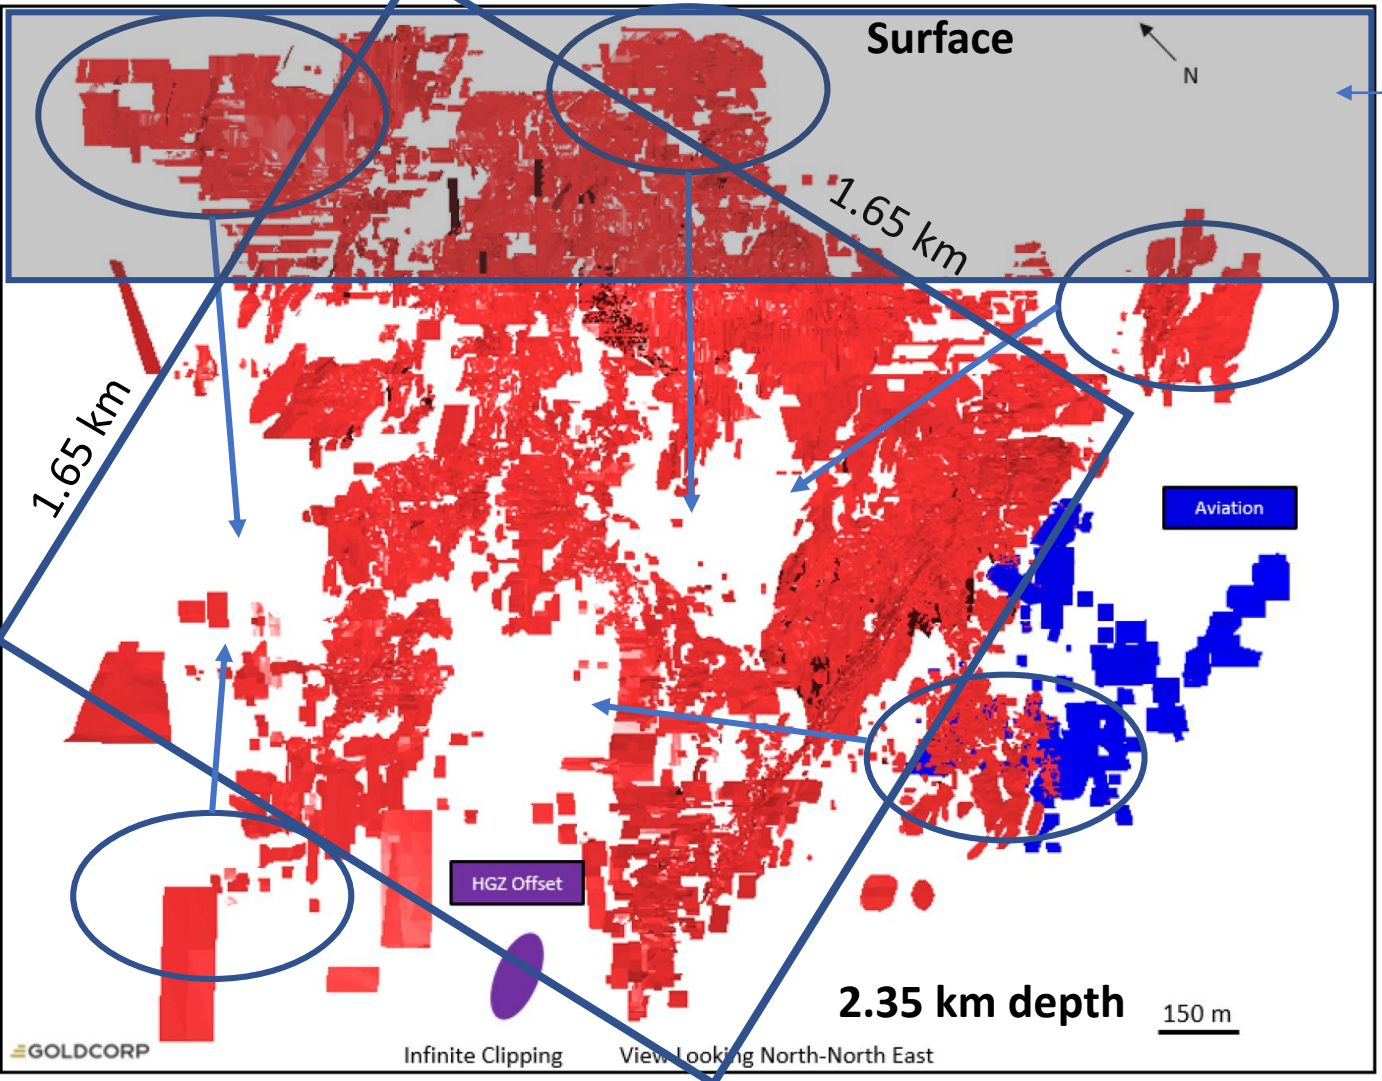 Surface
N
1.65 km
1.65 km
Aviation
HGZ Offset
2.35 km depth
150 m
GOLDCORP
Infinite Clipping
View Looking North-North East